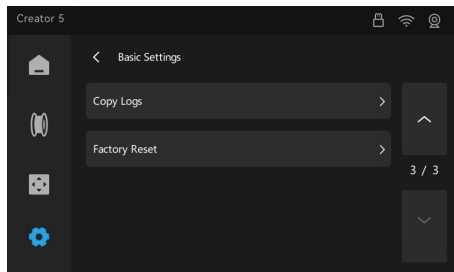 Creator 5
Basic Settings
Copy Logs
Factory Reset
3 / 3